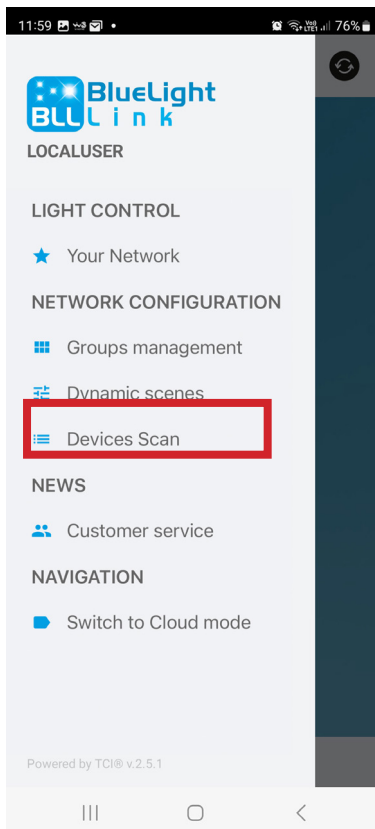 11:59 76%
BlueLight
BLL Link
LOCALUSER
LIGHT CONTROL
Your Network
NETWORK CONFIGURATION
Groups management
Dynamic scenes
Devices Scan
NEWS
Customer service
NAVIGATION
Switch to Cloud mode
Powered by TCI® v.2.5.1